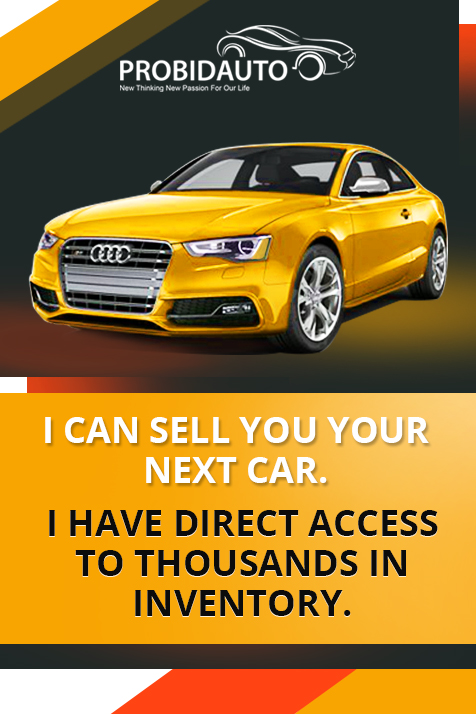 PROBIDAUTO
New Thinking New Passion For Our Life
I CAN SELL YOU YOUR
NEXT CAR.
I HAVE DIRECT ACCESS
TO THOUSANDS IN
INVENTORY.